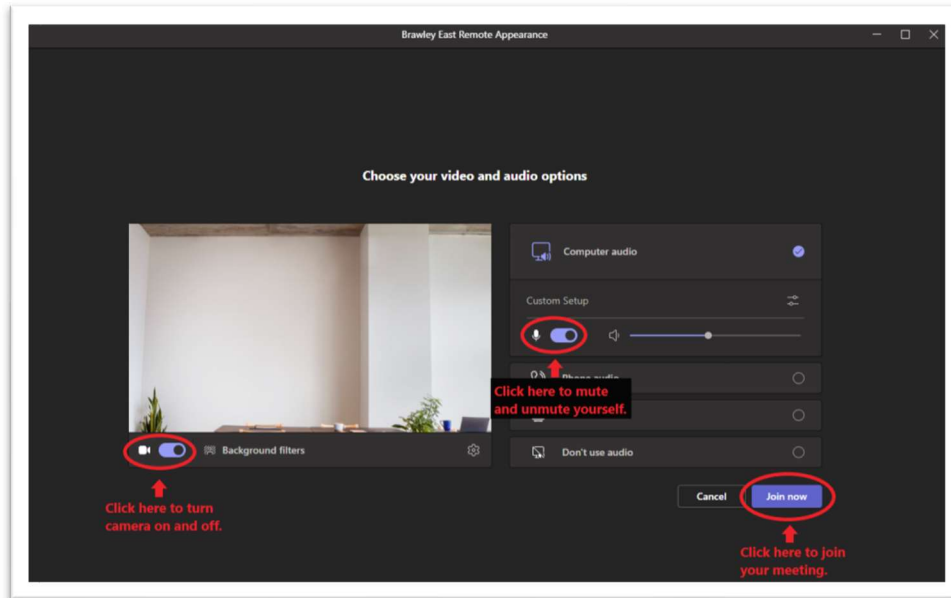 Brawley East Remote Appearance
Choose your video and audio options
Computer audio
Custom Setup
Phone audio
Click here to mute
and unmute yourself.
Background filters
Don't use audio
Click here to turn
camera on and off.
Cancel
Join now
Click here to join
your meeting.